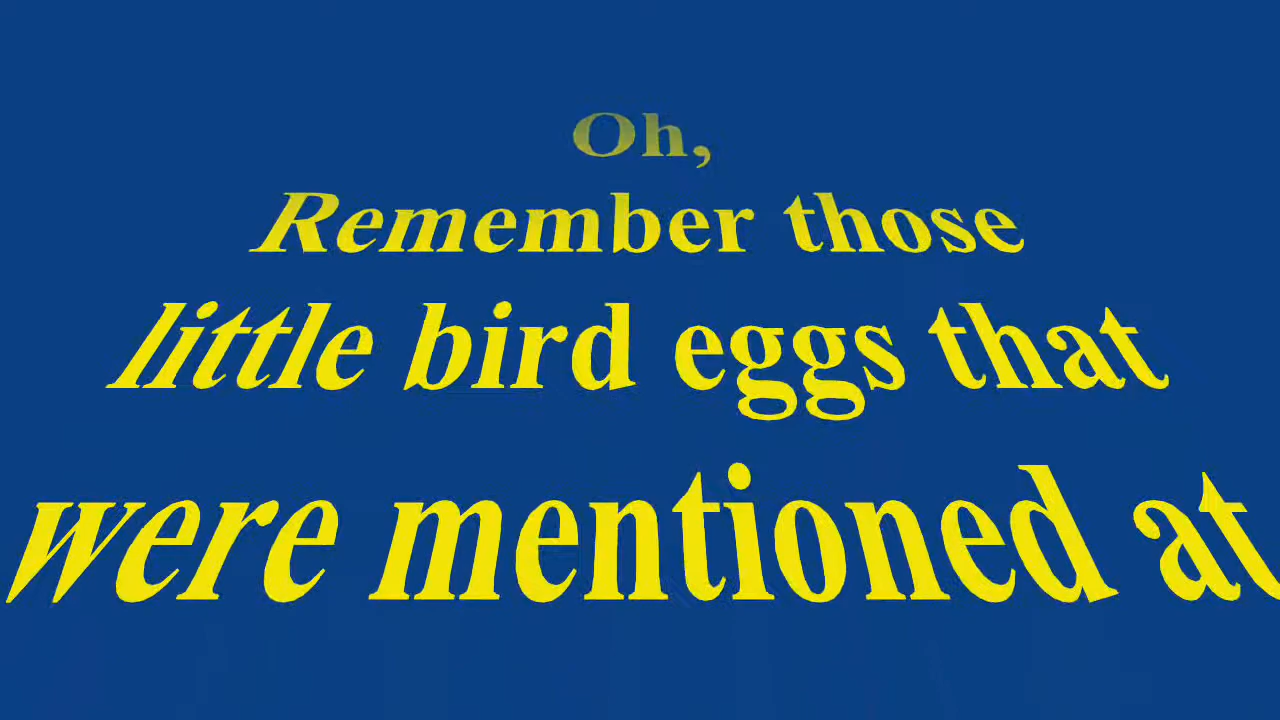 Oh,
Remember those
little bird eggs that
were mentioned at